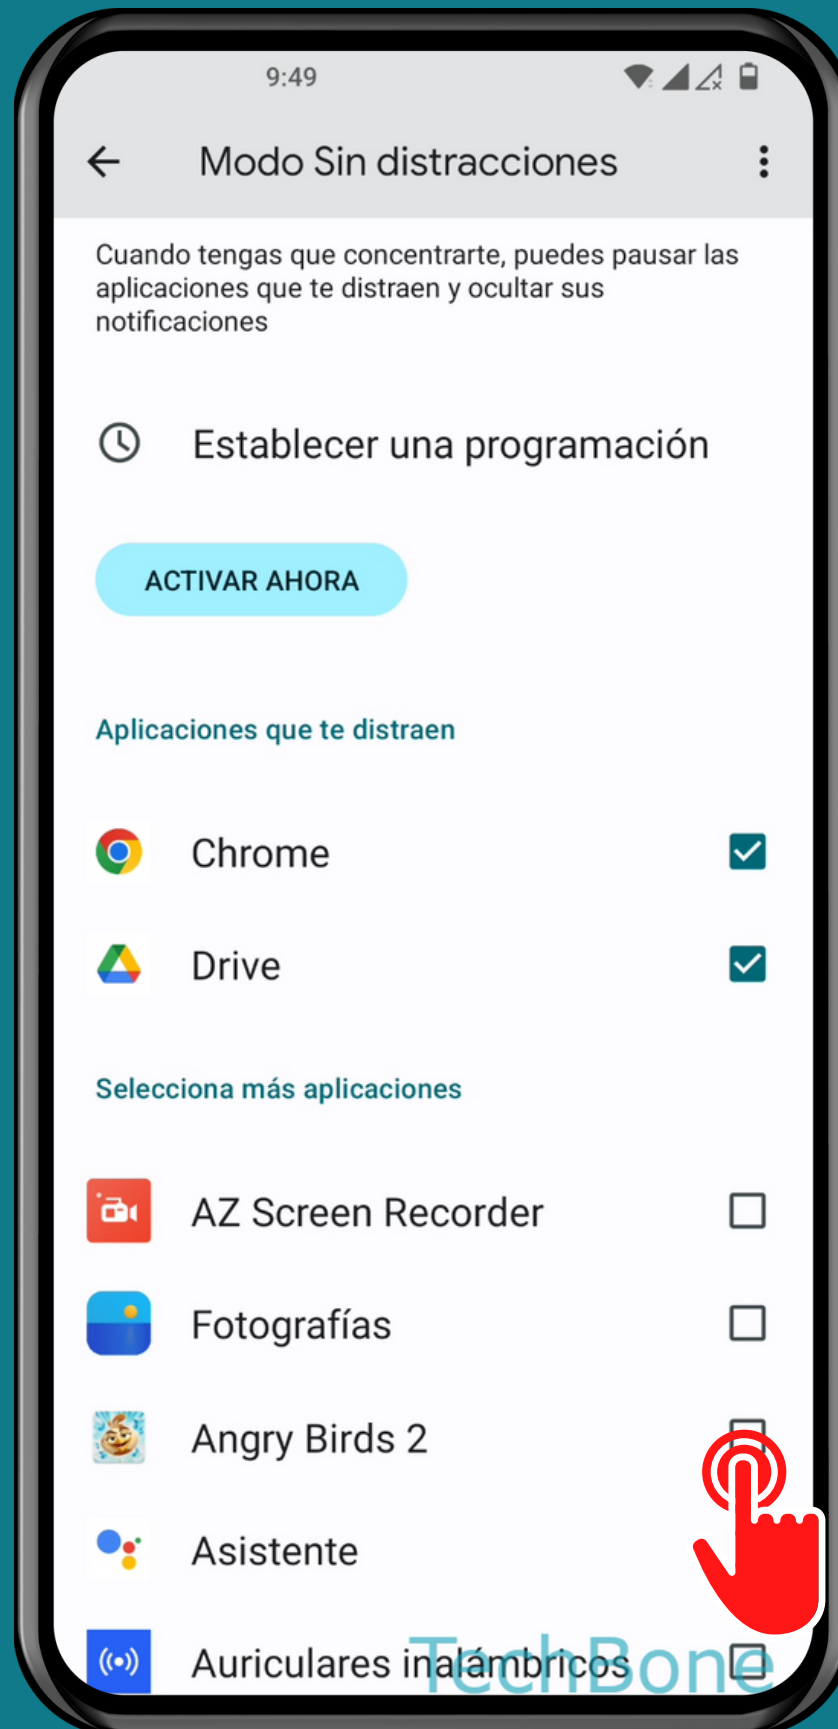 9:49
Modo Sin distracciones
Cuando tengas que concentrarte, puedes pausar las
aplicaciones que te distraen y ocultar sus
notificaciones
Establecer una programación
ACTIVAR AHORA
Aplicaciones que te distraen
Chrome
Drive
Selecciona más aplicaciones
AZ Screen Recorder
Fotografías
Angry Birds 2
Asistente
Auriculares inalámbricos
TechBone